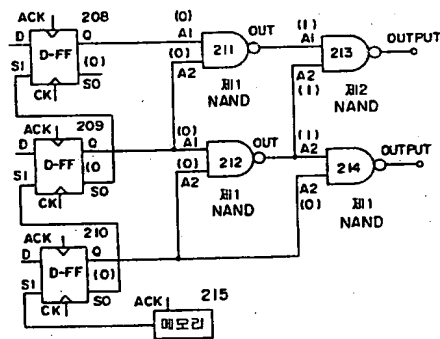 ACK 208
D Q
D-FF
S1 (0)
SO
CK
ACK 209
D Q
D-FF
S1 (0)
SO
CK
ACK 210
D Q
D-FF
S1 (0)
SO
CK
ACK 215
메모리
(0)
A1 OUT
211
(0)
A2
제1
NAND
(1)
A1 OUTPUT
213
A2
(1)
제2
NAND
(0)
A1 OUT
212
(0)
A2
제1
NAND
(1)
A2 OUTPUT
214
A2
(0)
제1
NAND